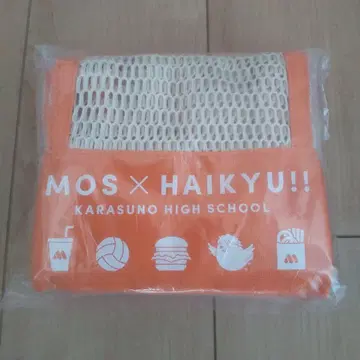 MOS × HAIKYU!!
KARASUNO HIGH SCHOOL